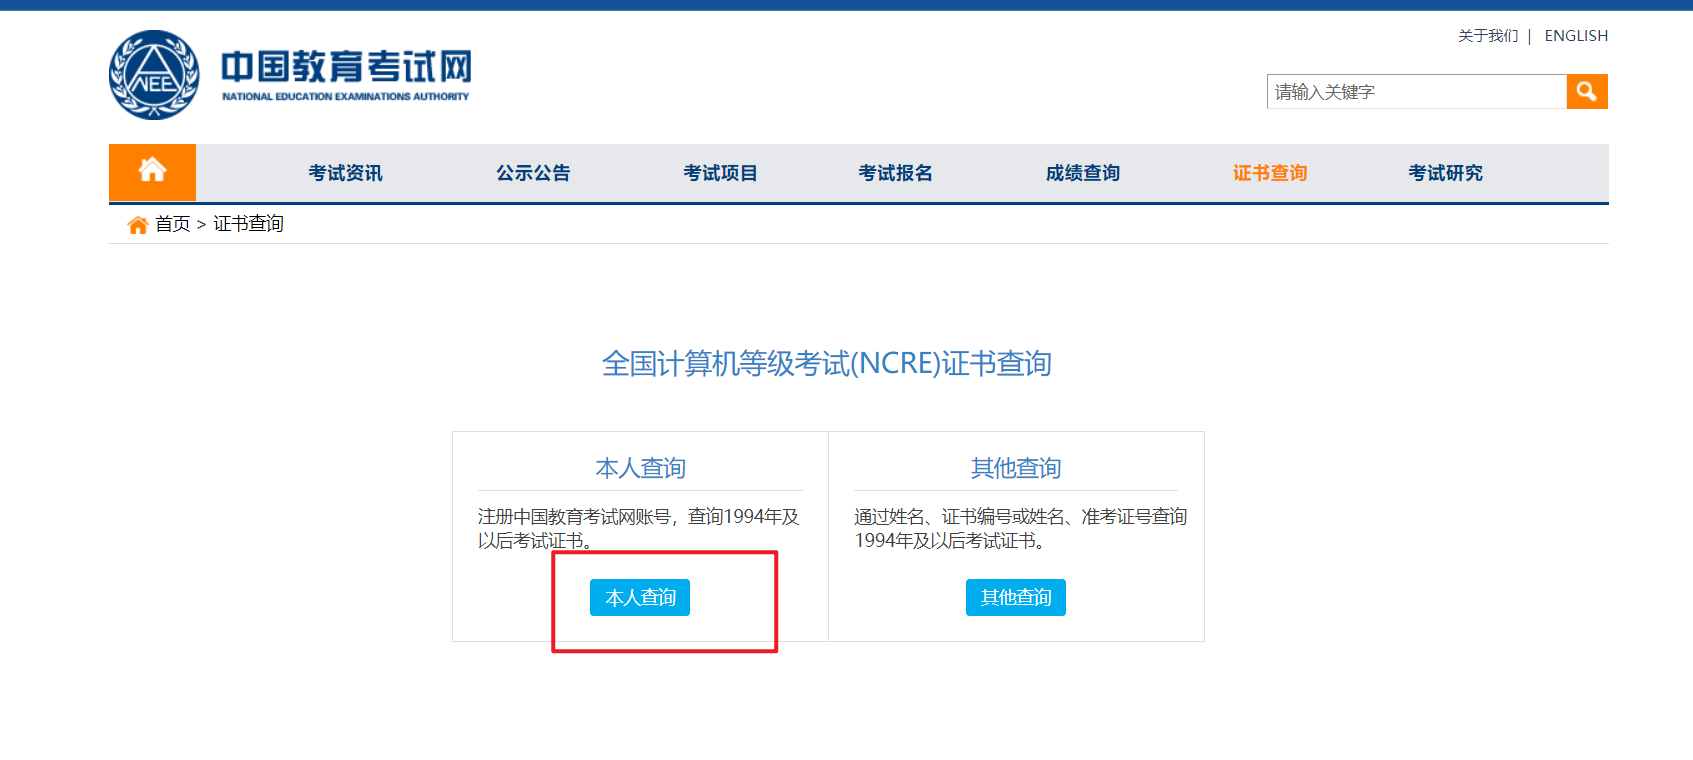 关于我们 | ENGLISH
NEE
中国教育考试网
NATIONAL EDUCATION EXAMINATIONS AUTHORITY
请输入关键字
考试资讯 公示公告 考试项目 考试报名 成绩查询 证书查询 考试研究
首页 > 证书查询
全国计算机等级考试(NCRE)证书查询
本人查询
注册中国教育考试网账号，查询1994年及
以后考试证书。
本人查询
其他查询
通过姓名、证书编号或姓名、准考证号查询
1994年及以后考试证书。
其他查询